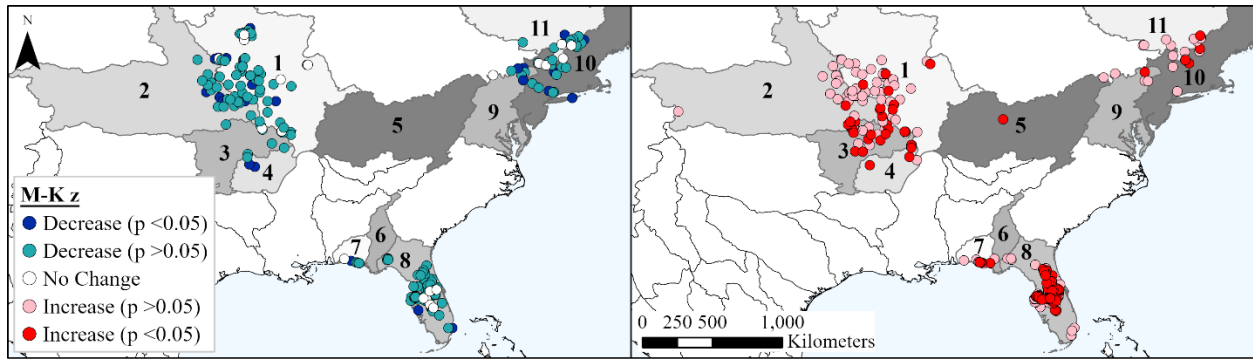 N
1
2
3
4
5
6
7
8
9
10
11
M-K z
Decrease (p <0.05)
Decrease (p >0.05)
No Change
Increase (p >0.05)
Increase (p <0.05)
1
2
3
4
5
6
7
8
9
10
11
0 250 500 1,000
Kilometers